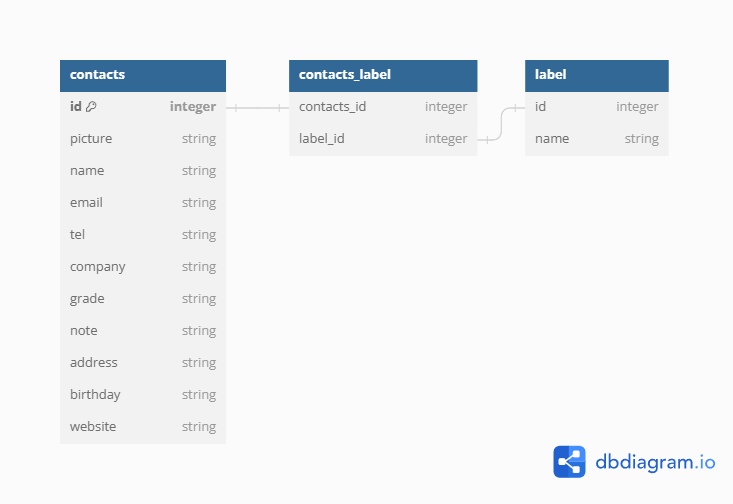 contacts
id integer
picture string
name string
email string
tel string
company string
grade string
note string
address string
birthday string
website string
contacts_label
contacts_id integer
label_id integer
label
id integer
name string
dbdiagram.io